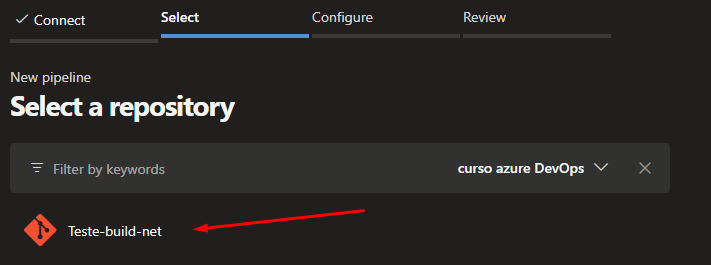 Connect Select Configure Review
New pipeline
Select a repository
Filter by keywords curso azure DevOps
Teste-build-net